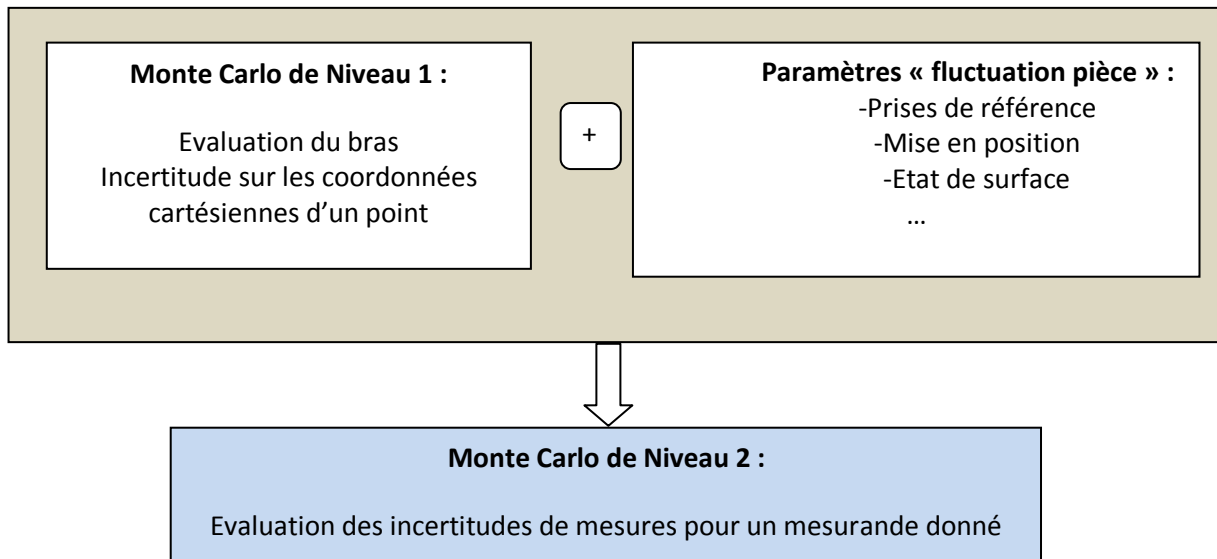 Monte Carlo de Niveau 1 :
Evaluation du bras
Incertitude sur les coordonnées
cartésiennes d’un point
+
Paramètres « fluctuation pièce » :
-Prises de référence
-Mise en position
-Etat de surface
...
Monte Carlo de Niveau 2 :
Evaluation des incertitudes de mesures pour un mesurande donné